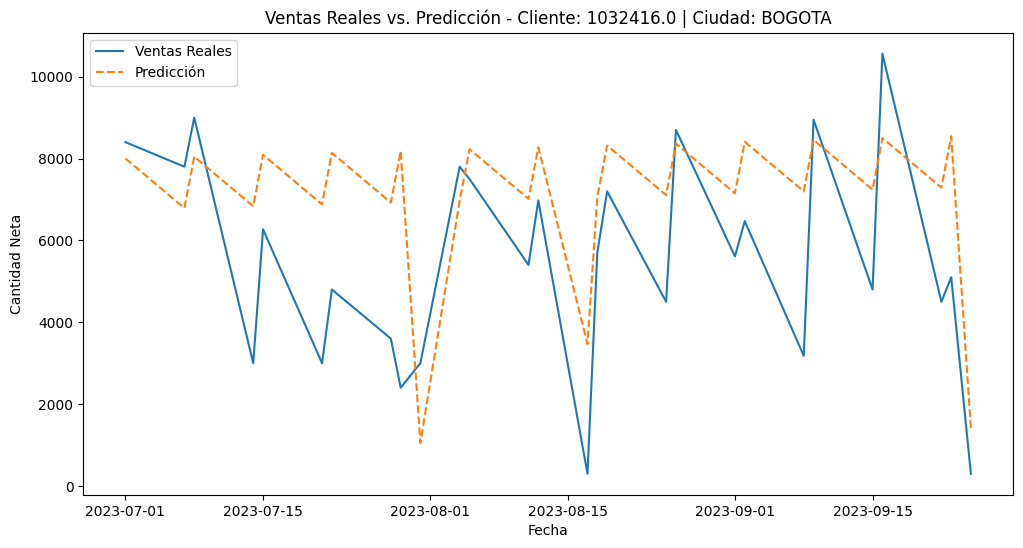 Ventas Reales vs. Predicción - Cliente: 1032416.0 | Ciudad: BOGOTA
Ventas Reales
Predicción
10000
8000
6000
4000
2000
0
Cantidad Neta
2023-07-01
2023-07-15
2023-08-01
2023-08-15
2023-09-01
2023-09-15
Fecha